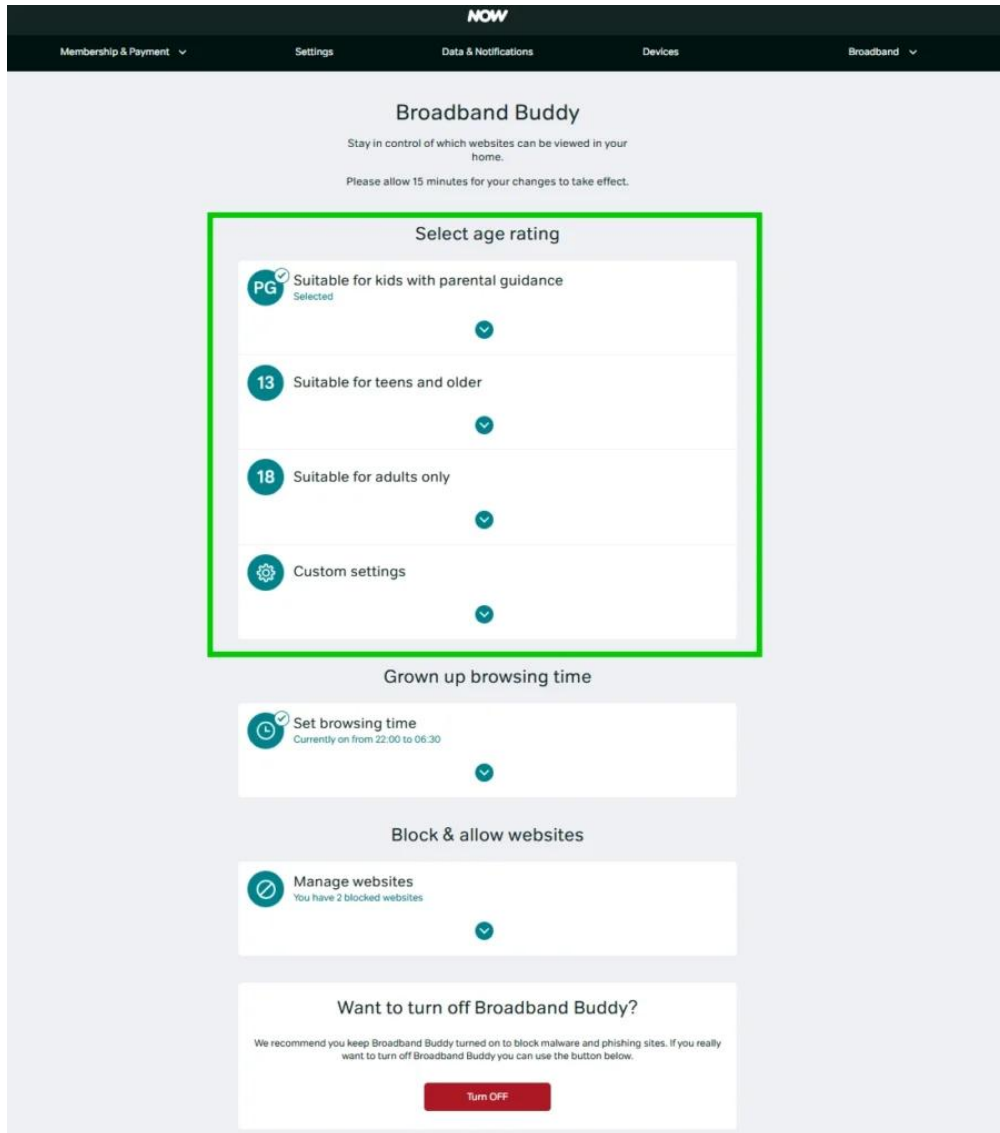 NOW
Membership & Payment
Settings
Data & Notifications
Devices
Broadband
Broadband Buddy
Stay in control of which websites can be viewed in your
home.
Please allow 15 minutes for your changes to take effect.
Select age rating
PG
Suitable for kids with parental guidance
Selected
13
Suitable for teens and older
18
Suitable for adults only
Custom settings
Grown up browsing time
Set browsing time
Currently on from 22:00 to 06:30
Block & allow websites
Manage websites
You have 2 blocked websites
Want to turn off Broadband Buddy?
We recommend you keep Broadband Buddy turned on to block malware and phishing sites. If you really
want to turn off Broadband Buddy you can use the button below.
Turn OFF